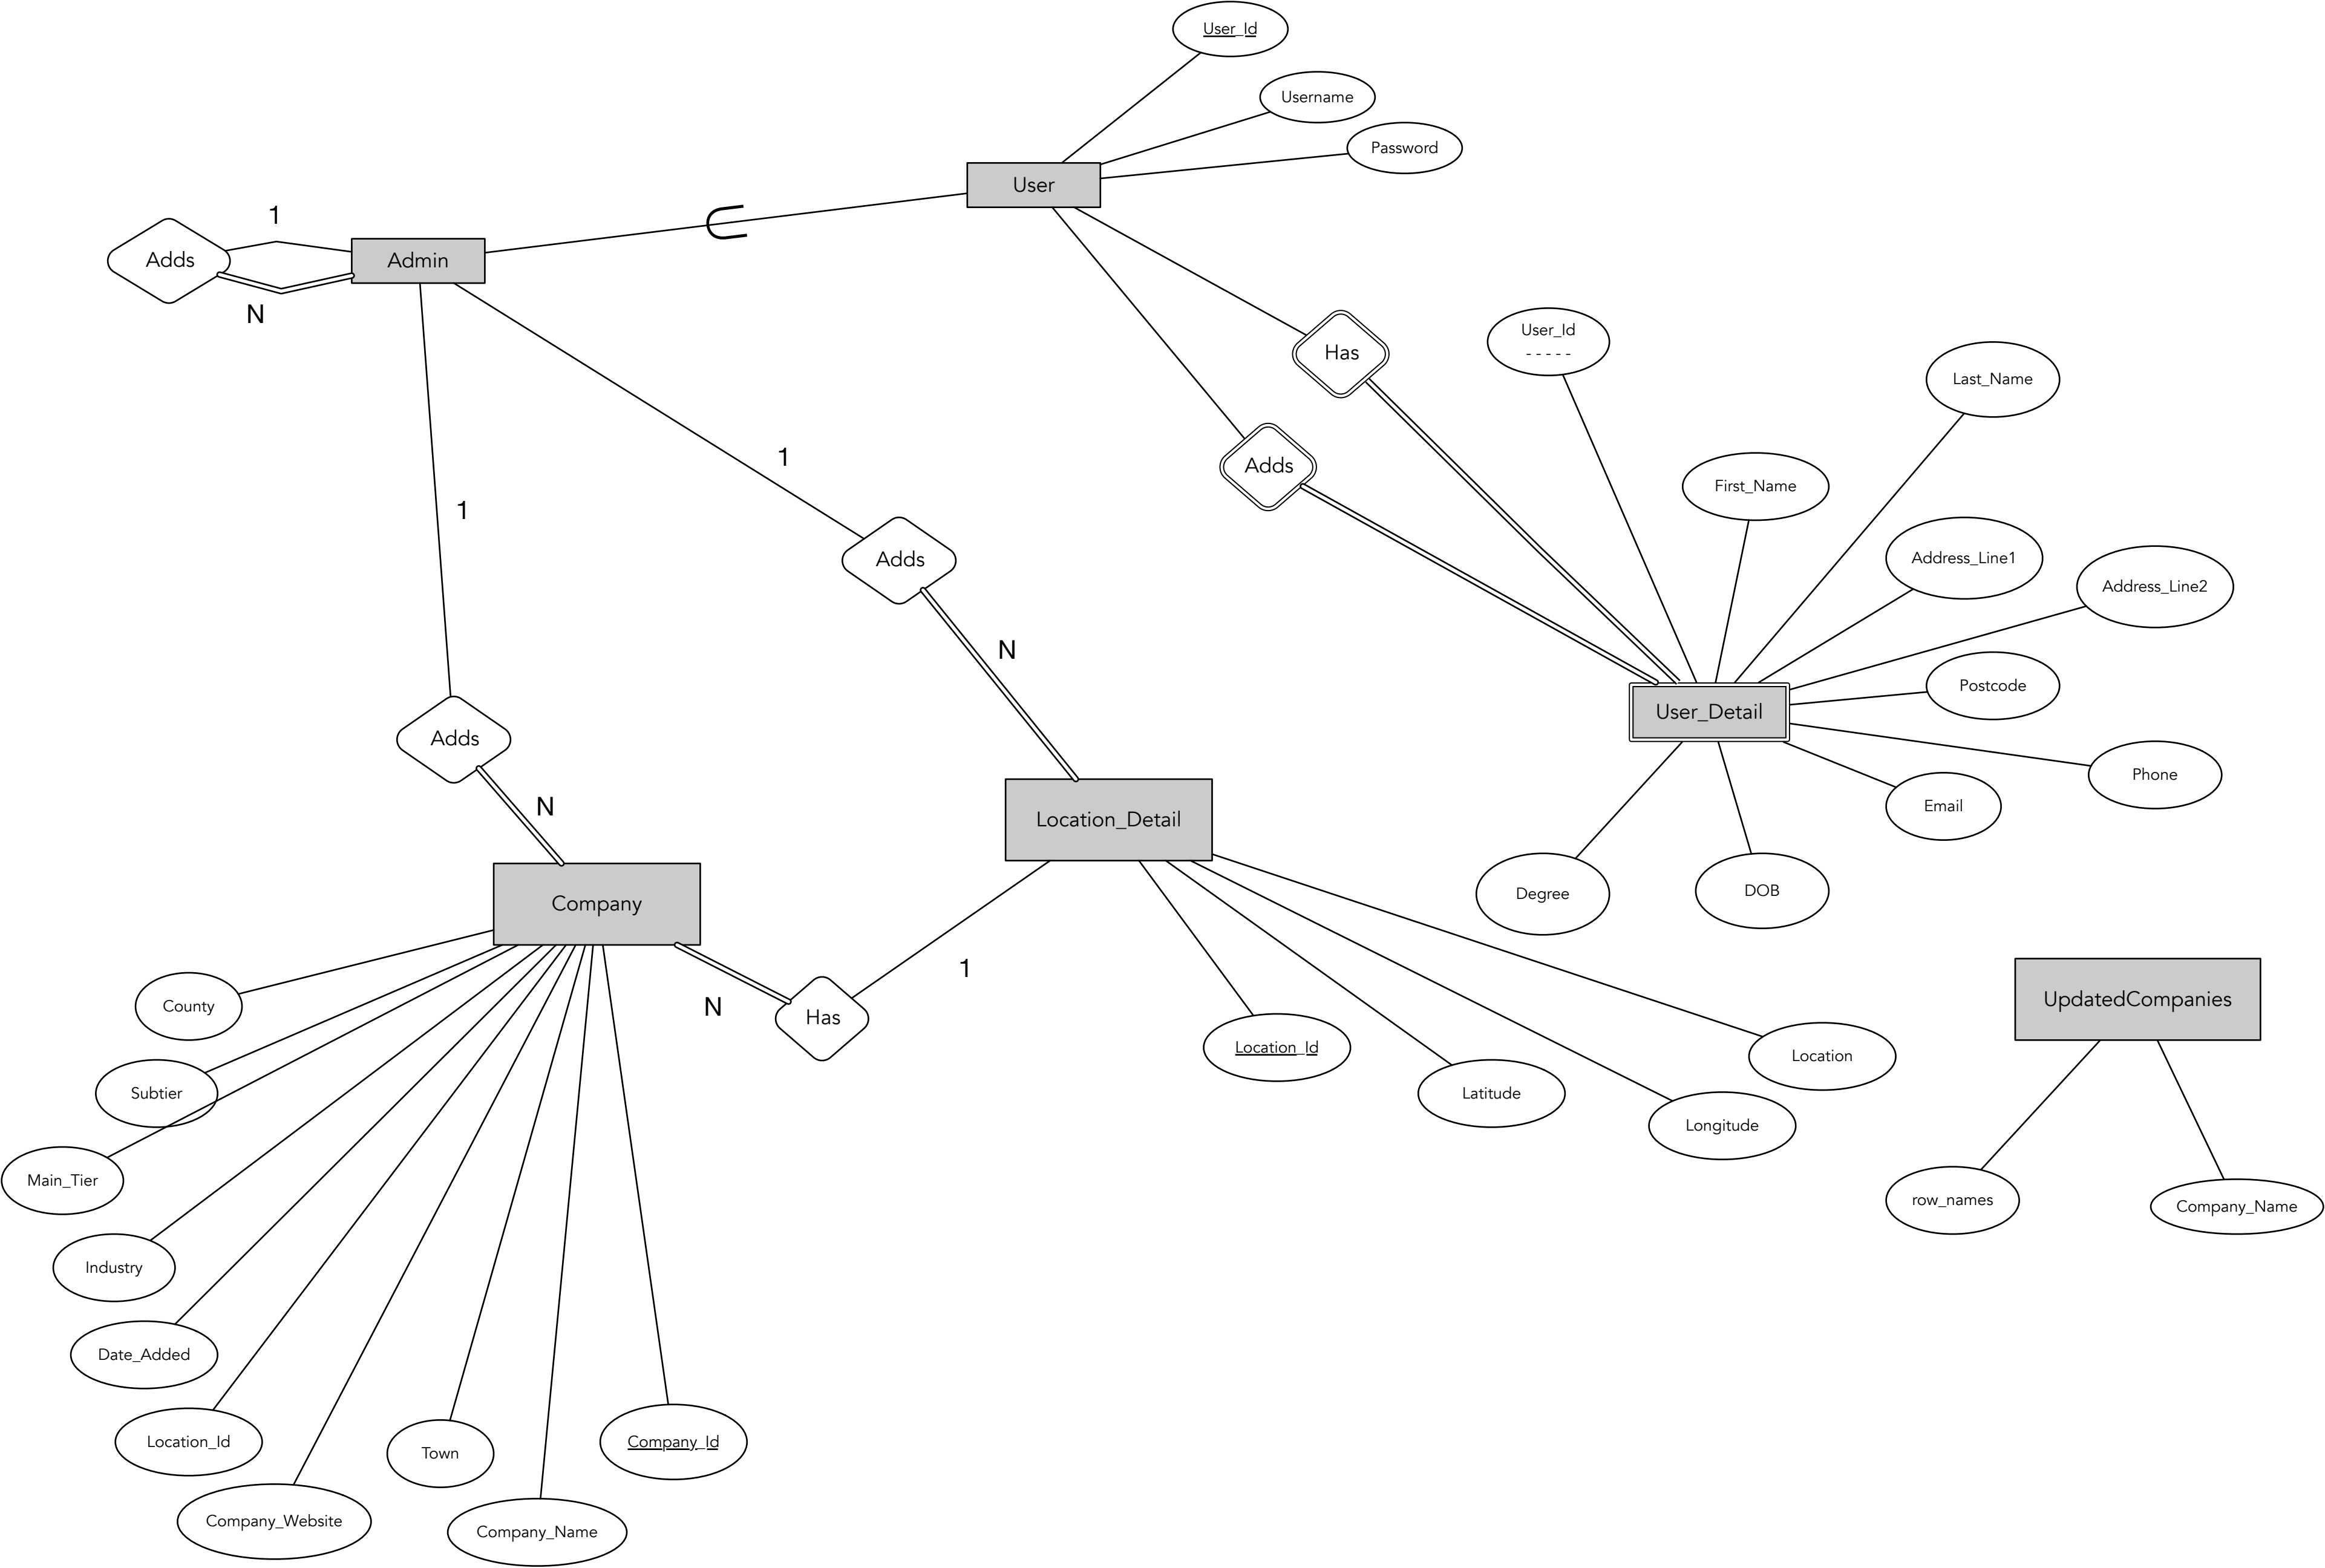 User_Id
Username
Password
User
1
Adds
Admin
N
Has
User_Id
- - - - -
Last_Name
1
Adds
First_Name
1
Adds
Address_Line1
Address_Line2
N
Postcode
User_Detail
Adds
Phone
N
Email
Location_Detail
Degree
DOB
Company
1
UpdatedCompanies
County
N
Has
Location_Id
Location
Subtier
Latitude
Longitude
Main_Tier
row_names
Company_Name
Industry
Date_Added
Location_Id
Town
Company_Id
Company_Website
Company_Name